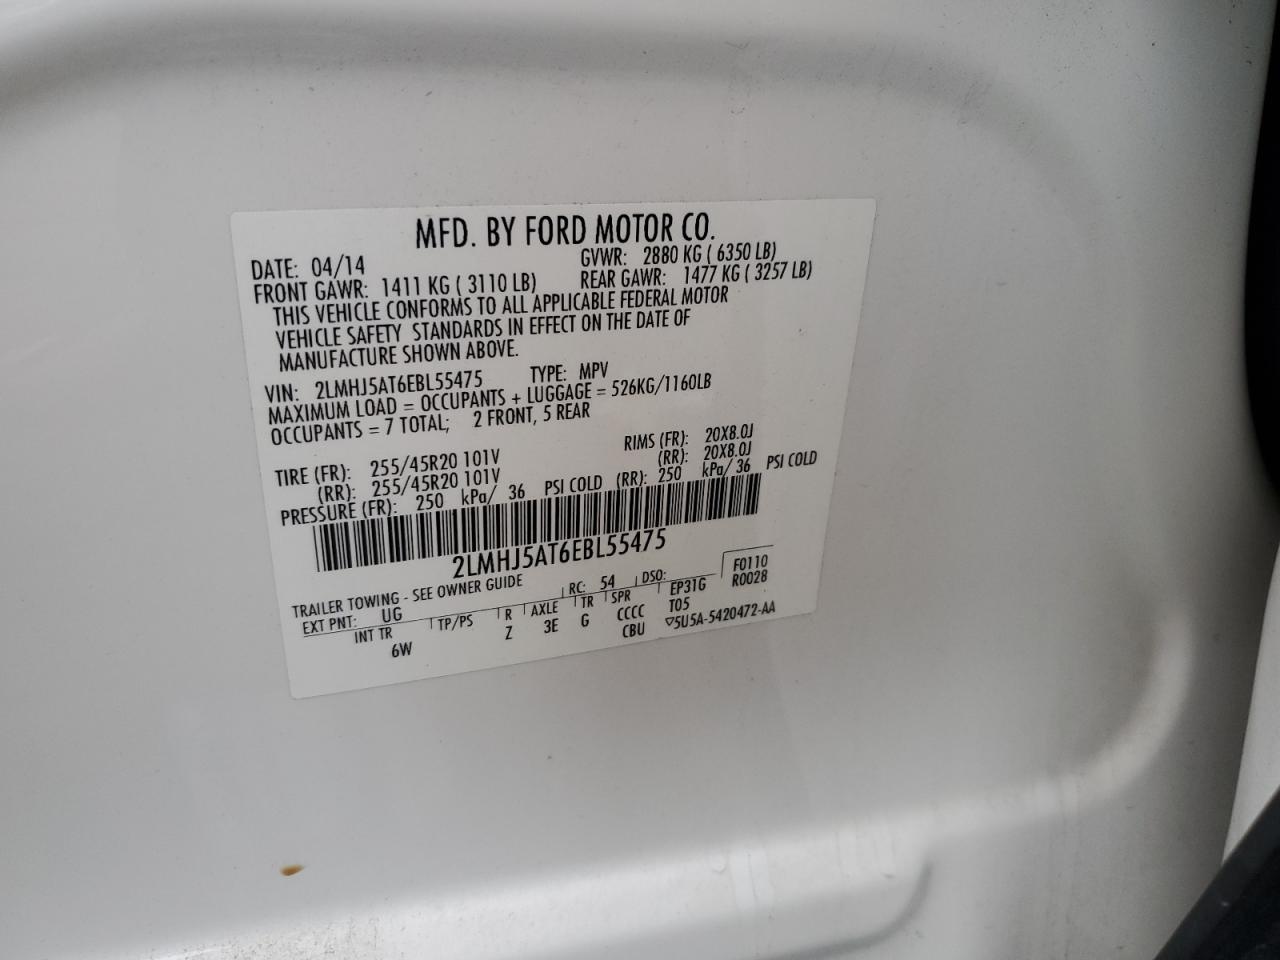 MFD. BY FORD MOTOR CO.
DATE: 04/14 GVWR: 2880 KG ( 6350 LB)
FRONT GAWR: 1411 KG ( 3110 LB) REAR GAWR: 1477 KG ( 3257 LB)
THIS VEHICLE CONFORMS TO ALL APPLICABLE FEDERAL MOTOR
VEHICLE SAFETY STANDARDS IN EFFECT ON THE DATE OF
MANUFACTURE SHOWN ABOVE.
VIN: 2LMHJ5AT6EBL55475 TYPE: MPV
MAXIMUM LOAD = OCCUPANTS + LUGGAGE = 526KG/1160LB
OCCUPANTS = 7 TOTAL; 2 FRONT, 5 REAR
TIRE (FR): 255/45R20 101V RIMS (FR): 20X8.0J
(RR): 255/45R20 101V (RR): 20X8.0J
PRESSURE (FR): 250 kPa/ 36 PSI COLD (RR): 250 kPa/ 36 PSI COLD
2LMHJ5AT6EBL55475
TRAILER TOWING - SEE OWNER GUIDE
EXT PNT: UG RC: 54 DSO: F0110
INT TR TP/PS R AXLE TR SPR EP31G R0028
6W Z 3E G CCCC T05
CBU ▽5U5A-5420472-AA